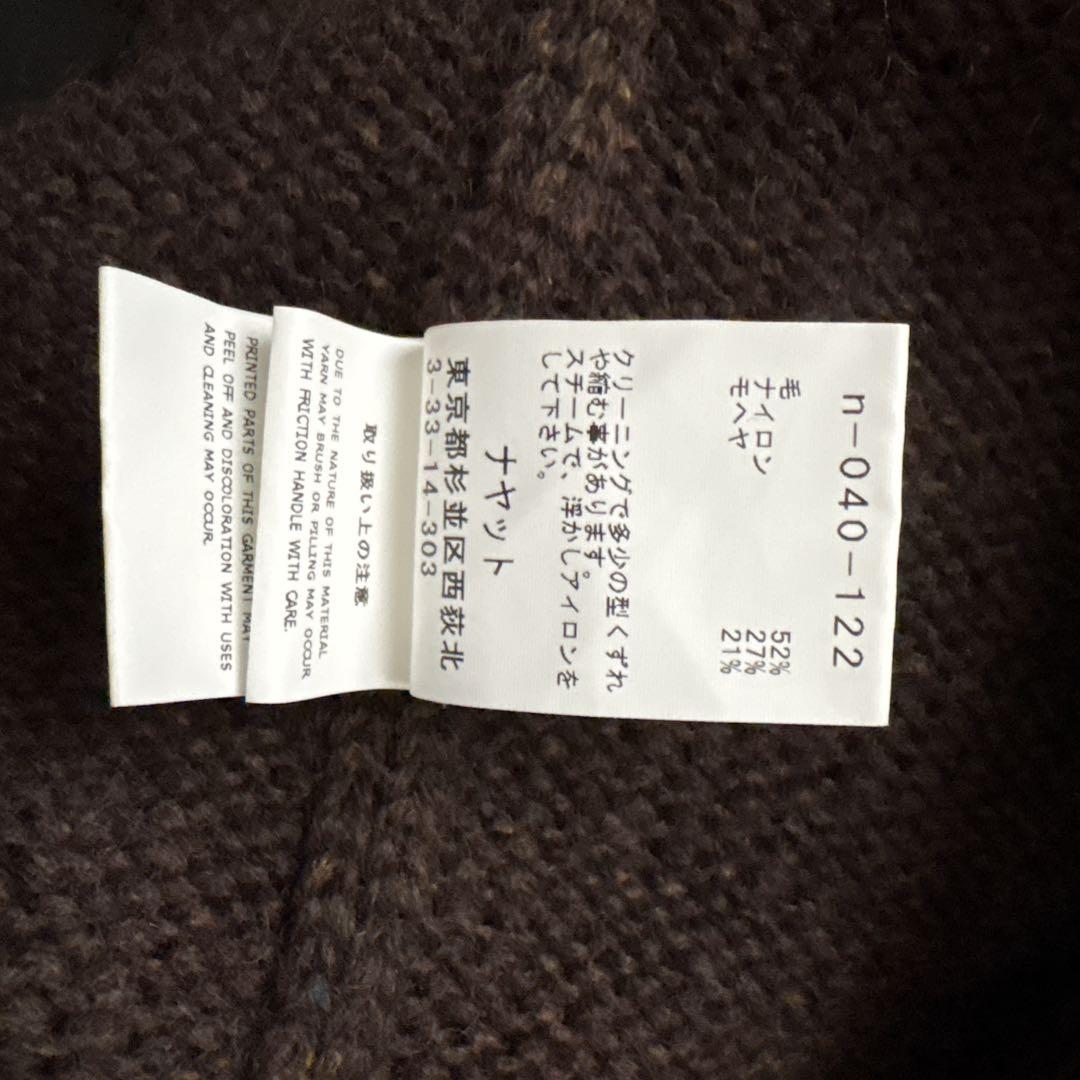 n-040-122
毛 52%
ナイロン 27%
モヘヤ 21%
クリーニングで多少の型くずれ
や縮む事があります。
スチームで、浮かしアイロンを
して下さい。
ナヤット
東京都杉並区西荻北
3-33-14-303
取り扱い上の注意
DUE TO THE NATURE OF THIS MATERIAL
YARN MAY BRUSH OR PILLING MAY OCCUR
WITH FRICTION HANDLE WITH CARE.
PRINTED PARTS OF THIS GARMENT MAY
PEEL OFF AND DISCOLORATION WITH USES
AND CLEANING MAY OCCUR.